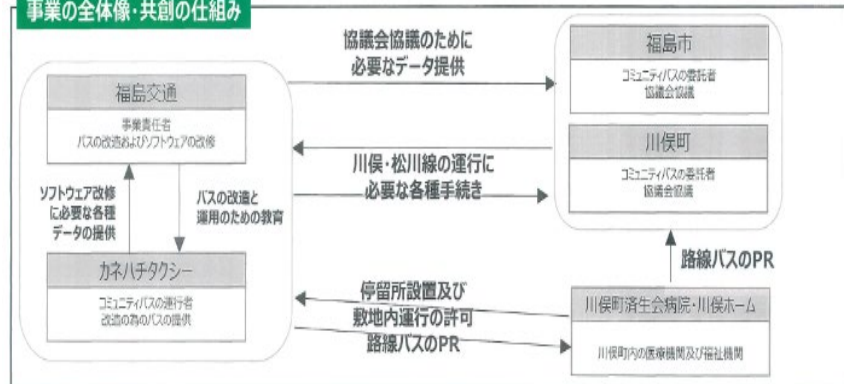 事業の全体像・共創の仕組み
協議会協議のために
必要なデータ提供
福島市
コミュニティバスの委託者
協議会協議
福島交通
事業責任者
バスの改造およびソフトウェアの改修
川俣町
コミュニティバスの委託者
協議会協議
川俣・松川線の運行に
必要な各種手続き
ソフトウェア改修
に必要な各種
データの提供
バスの改造と
運用のための教育
路線バスのPR
カネハチタクシー
コミュニティバスの運行者
改造の為のバスの提供
停留所設置及び
敷地内運行の許可
路線バスのPR
川俣町済生会病院・川俣ホーム
川俣町内の医療機関及び福祉機関